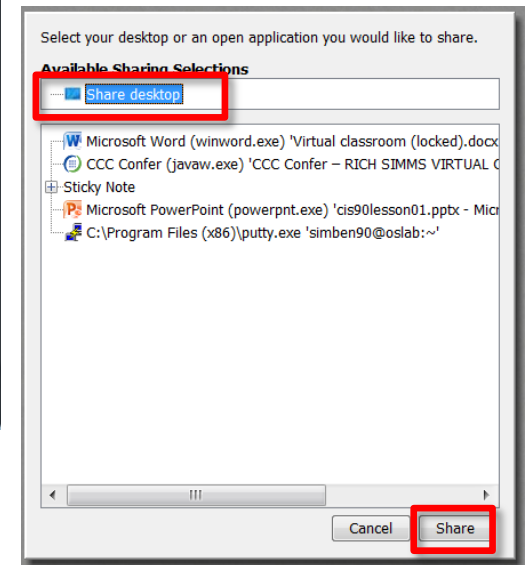 Select your desktop or an open application you would like to share.
Available Sharing Selections
Share desktop
Microsoft Word (winword.exe) 'Virtual classroom (locked).docx
CCC Confer (javaw.exe) 'CCC Confer – RICH SIMMS VIRTUAL
Sticky Note
Microsoft PowerPoint (powerpnt.exe) 'cis90lesson01.pptx - Micr
C:\Program Files (x86)\putty.exe 'simben90@oslab:~'
Cancel Share